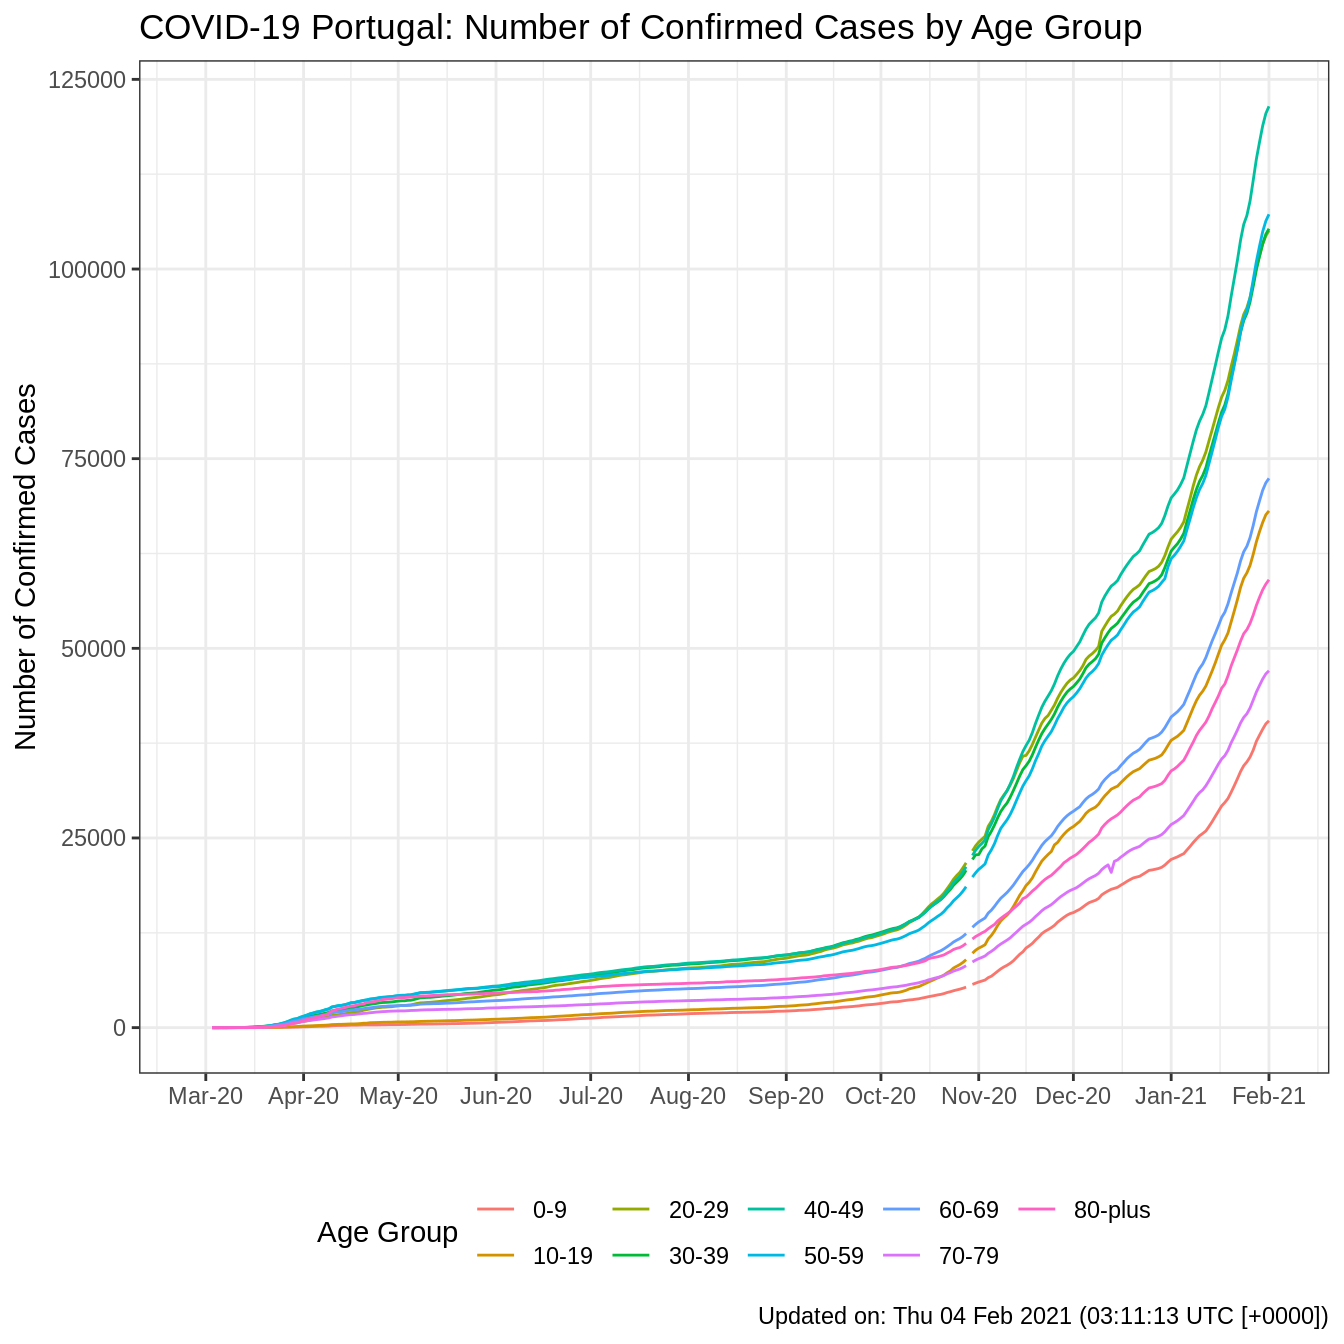 COVID-19 Portugal: Number of Confirmed Cases by Age Group
Number of Confirmed Cases
125000
100000
75000
50000
25000
0
Mar-20 Apr-20 May-20 Jun-20 Jul-20 Aug-20 Sep-20 Oct-20 Nov-20 Dec-20 Jan-21 Feb-21
Age Group
0-9 20-29 40-49 60-69 80-plus
10-19 30-39 50-59 70-79
Updated on: Thu 04 Feb 2021 (03:11:13 UTC [+0000])